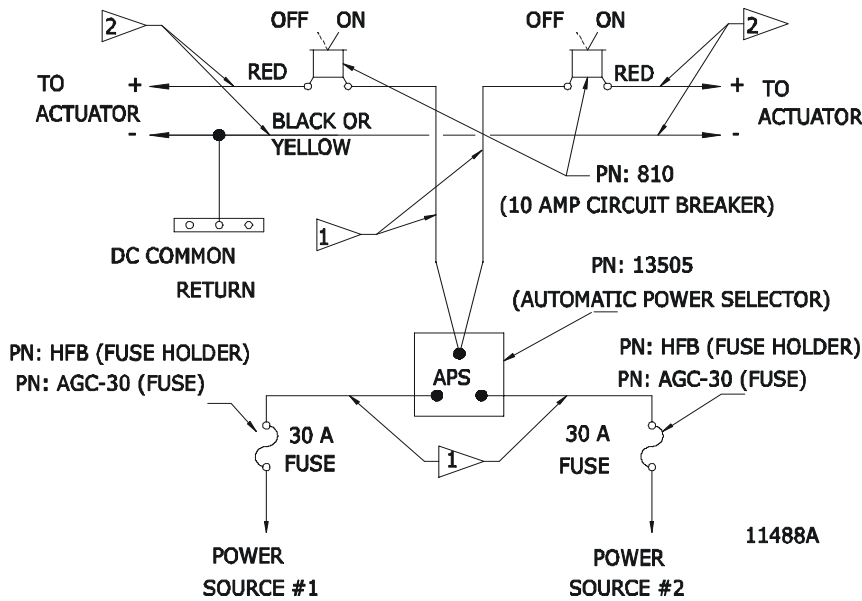 2
OFF ON
OFF ON
2
TO
ACTUATOR
+
-
RED
RED
+
-
TO
ACTUATOR
BLACK OR
YELLOW
PN: 810
(10 AMP CIRCUIT BREAKER)
1
DC COMMON
RETURN
PN: 13505
(AUTOMATIC POWER SELECTOR)
PN: HFB (FUSE HOLDER)
PN: AGC-30 (FUSE)
APS
PN: HFB (FUSE HOLDER)
PN: AGC-30 (FUSE)
30 A
FUSE
1
30 A
FUSE
POWER
SOURCE #1
POWER
SOURCE #2
11488A